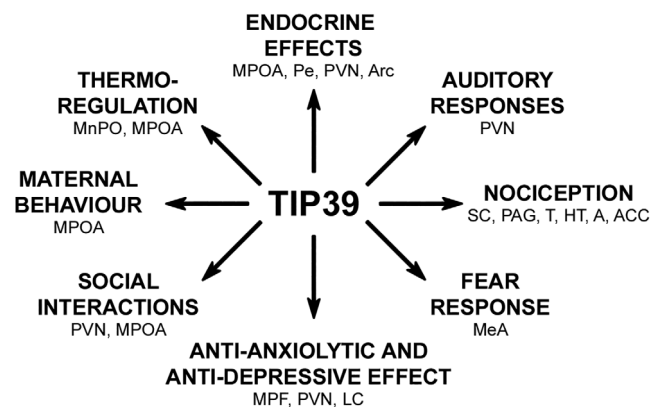 ENDOCRINE
EFFECTS
MPOA, Pe, PVN, Arc
THERMO-
REGULATION
MnPO, MPOA
AUDITORY
RESPONSES
PVN
MATERNAL
BEHAVIOUR
MPOA
TIP39
NOCICEPTION
SC, PAG, T, HT, A, ACC
SOCIAL
INTERACTIONS
PVN, MPOA
FEAR
RESPONSE
MeA
ANTI-ANXIOLYTIC AND
ANTI-DEPRESSIVE EFFECT
MPF, PVN, LC